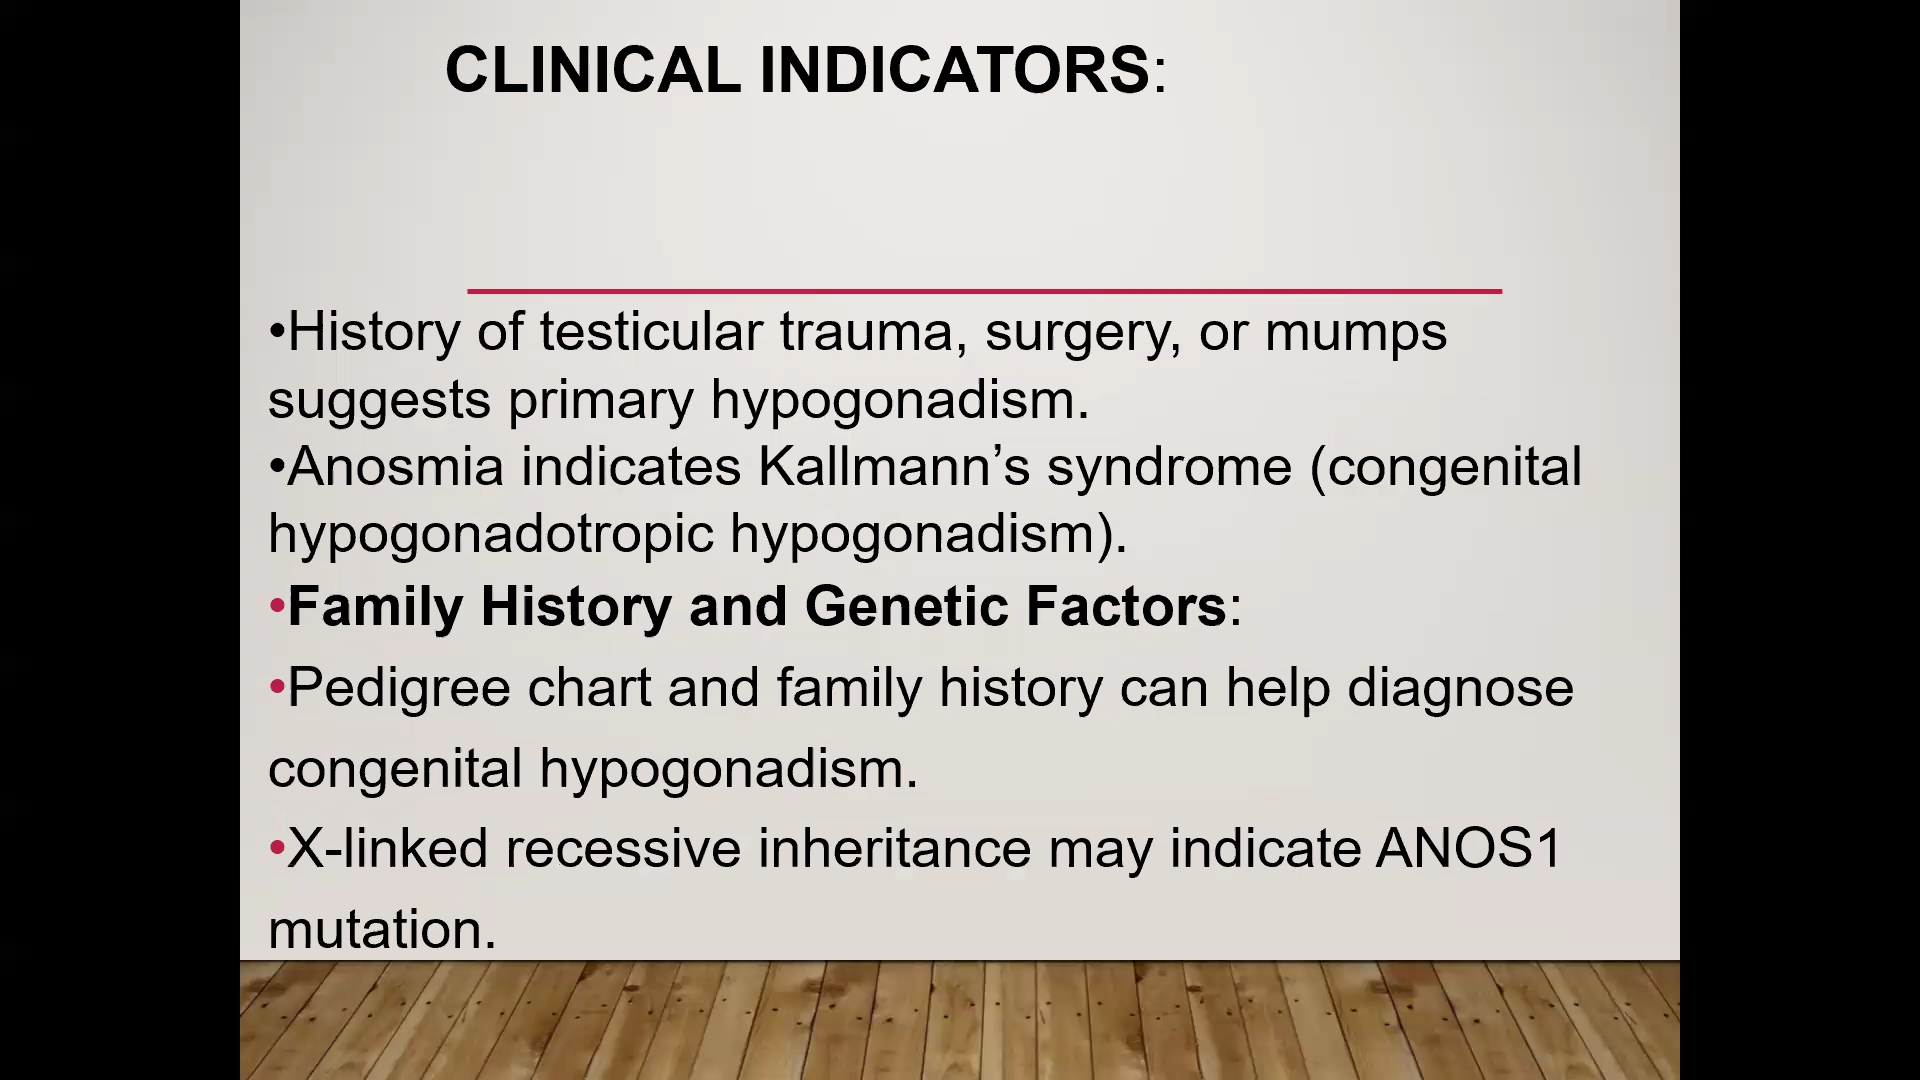 CLINICAL INDICATORS:
•History of testicular trauma, surgery, or mumps
suggests primary hypogonadism.
•Anosmia indicates Kallmann’s syndrome (congenital
hypogonadotropic hypogonadism).
•Family History and Genetic Factors:
•Pedigree chart and family history can help diagnose
congenital hypogonadism.
•X-linked recessive inheritance may indicate ANOS1
mutation.